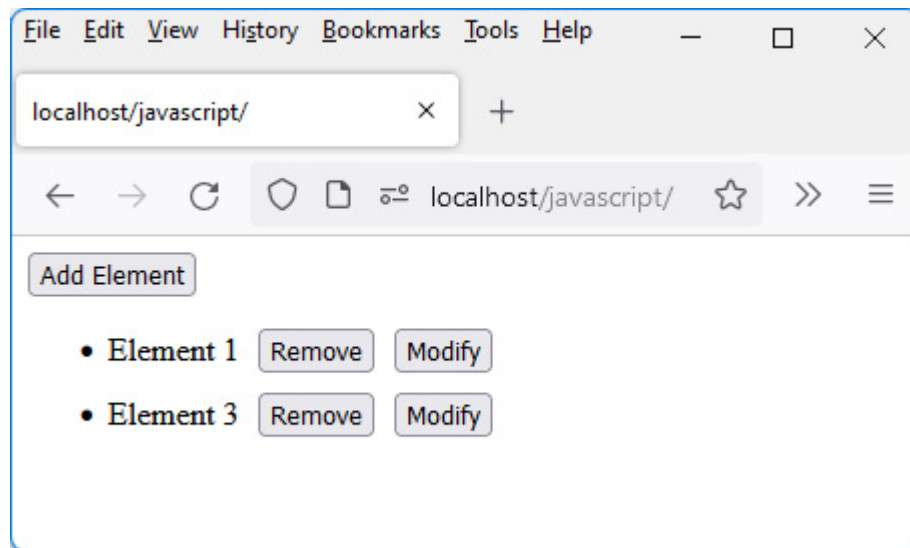 File Edit View History Bookmarks Tools Help
localhost/javascript/
localhost/javascript/
Add Element
• Element 1 Remove Modify
• Element 3 Remove Modify